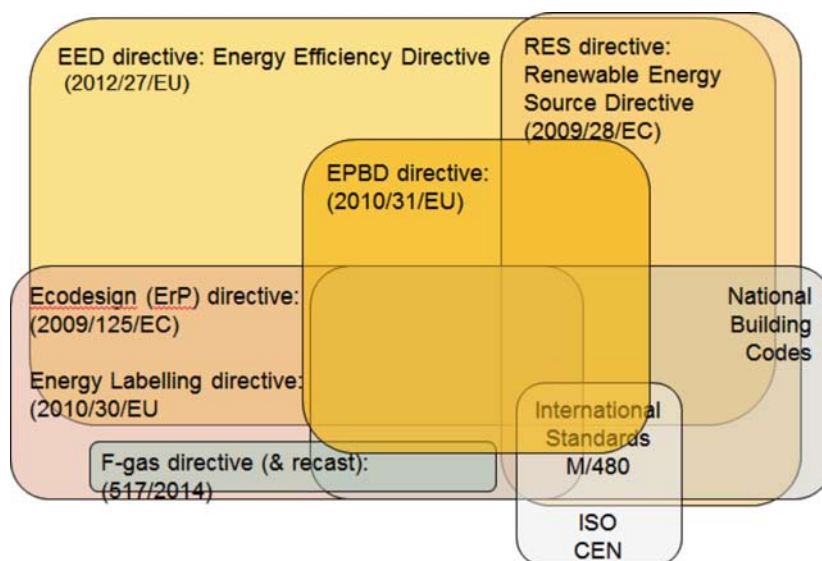 EED directive: Energy Efficiency Directive
(2012/27/EU)
RES directive:
Renewable Energy
Source Directive
(2009/28/EC)
EPBD directive:
(2010/31/EU)
Ecodesign (ErP) directive:
(2009/125/EC)
Energy Labelling directive:
(2010/30/EU
F-gas directive (& recast):
(517/2014)
National
Building
Codes
International
Standards
M/480
ISO
CEN